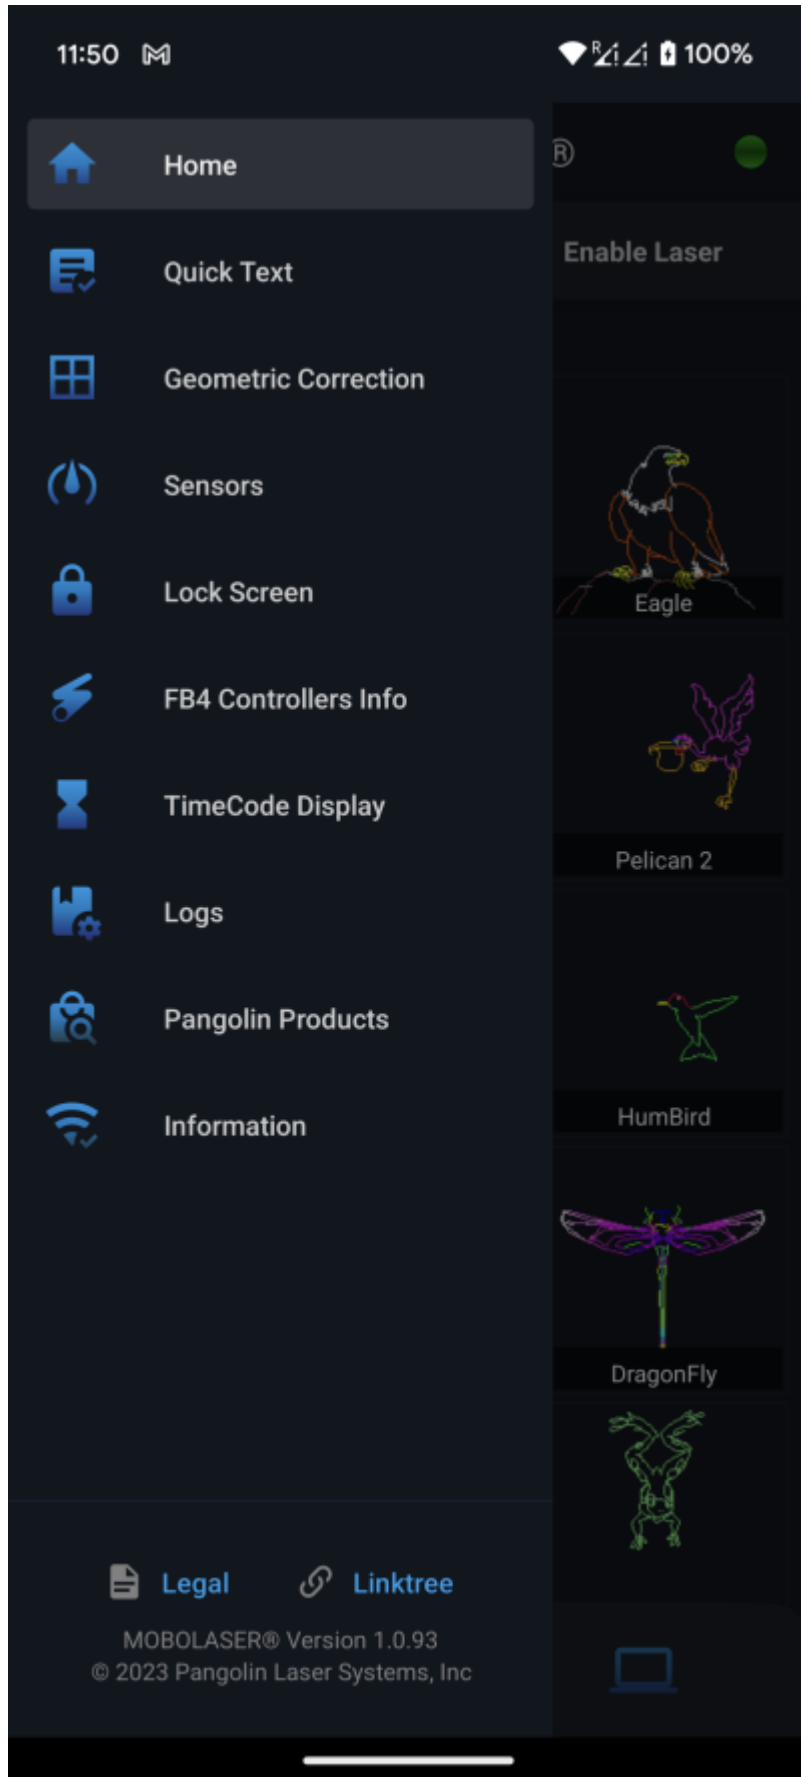 11:50
R
100%
®
Enable Laser
Home
Quick Text
Geometric Correction
Sensors
Lock Screen
FB4 Controllers Info
TimeCode Display
Logs
Pangolin Products
Information
Eagle
Pelican 2
HumBird
DragonFly
Legal
Linktree
MOBOLASER® Version 1.0.93
© 2023 Pangolin Laser Systems, Inc